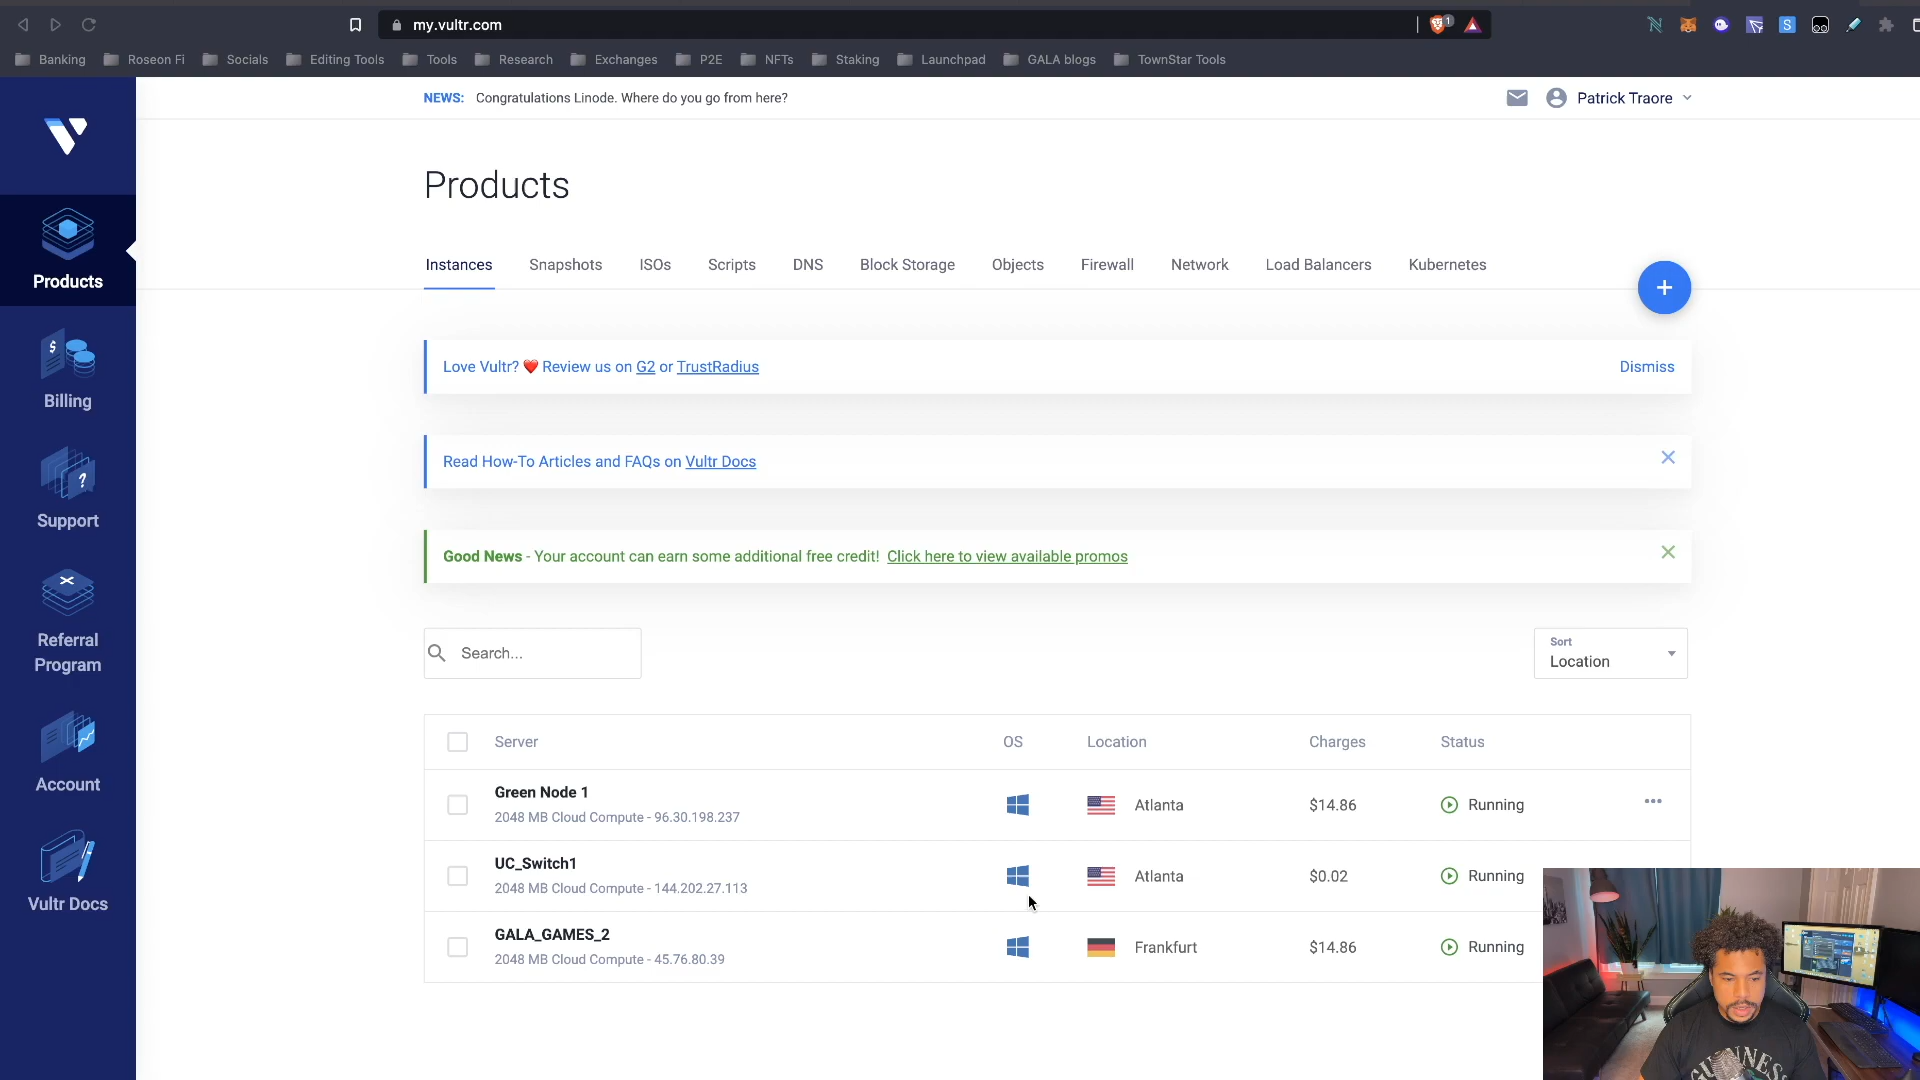 my.vultr.com
1
Banking
Roseon Fi
Socials
Editing Tools
Tools
Research
Exchanges
P2E
NFTs
Staking
Launchpad
GALA blogs
TownStar Tools
NEWS: Congratulations Linode. Where do you go from here?
Patrick Traore
Products
Billing
Support
Referral
Program
Account
Vultr Docs
Products
Instances
Snapshots
ISOs
Scripts
DNS
Block Storage
Objects
Firewall
Network
Load Balancers
Kubernetes
+
Love Vultr? ❤️ Review us on G2 or TrustRadius
Dismiss
Read How-To Articles and FAQs on Vultr Docs
Good News - Your account can earn some additional free credit! Click here to view available promos
Search...
Sort
Location
Server OS Location Charges Status
Green Node 1
2048 MB Cloud Compute - 96.30.198.237
Atlanta $14.86 Running
UC_Switch1
2048 MB Cloud Compute - 144.202.27.113
Atlanta $0.02 Running
GALA_GAMES_2
2048 MB Cloud Compute - 45.76.80.39
Frankfurt $14.86 Running
GUINNESS